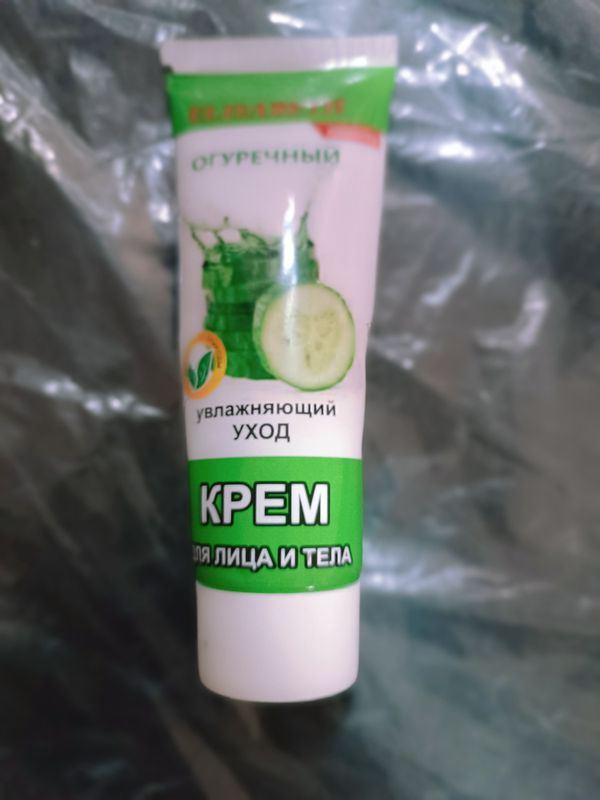 ОГУРЕЧНЫЙ
увлажняющий
УХОД
КРЕМ
ДЛЯ ЛИЦА И ТЕЛА